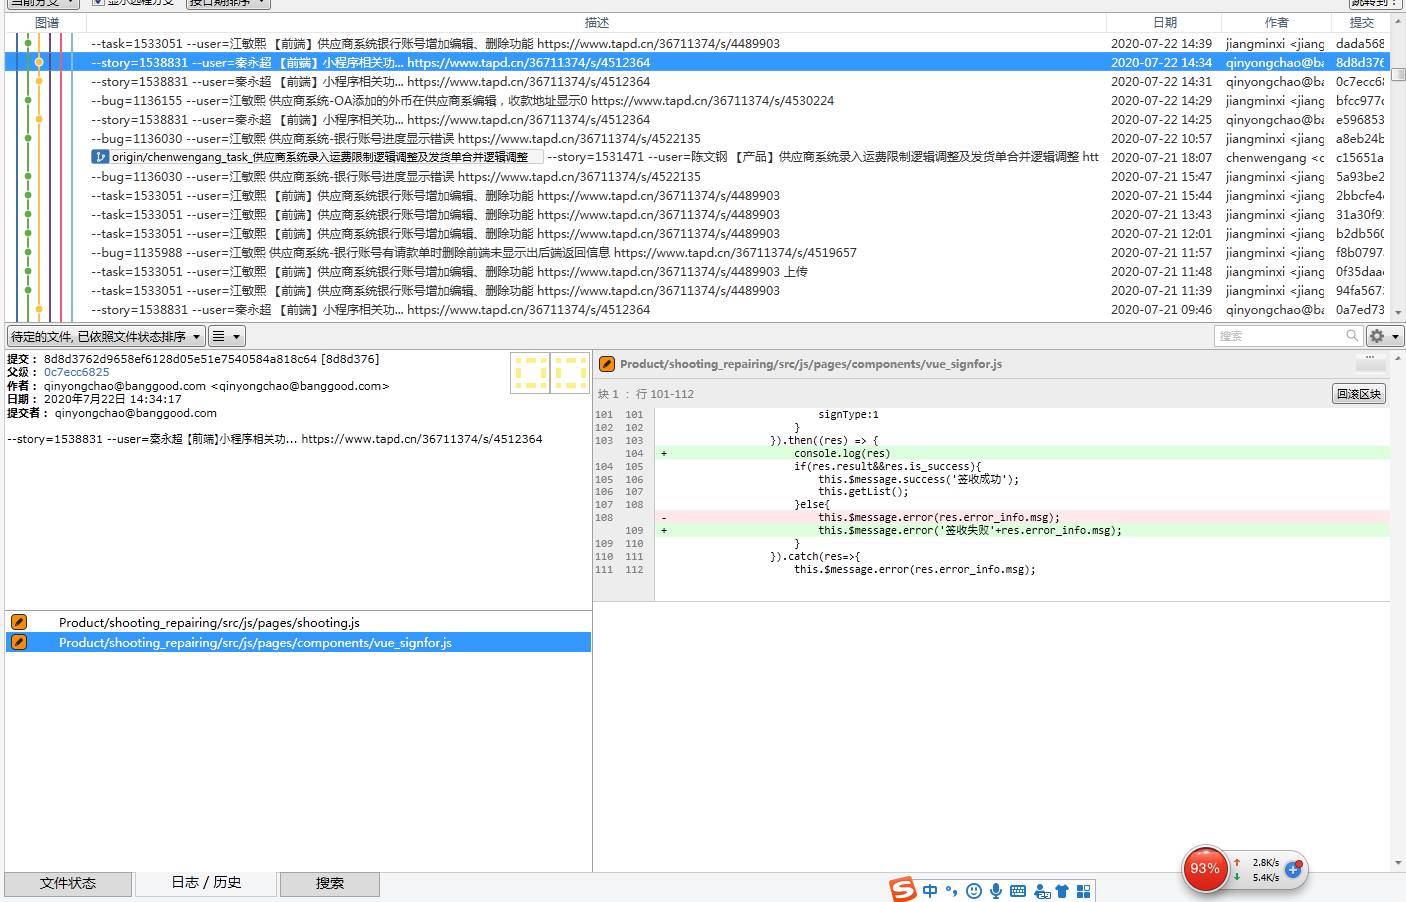 当前分支 显示远程分支 按日期排序 跳转到：
图谱 描述 日期 作者 提交
--task=1533051 --user=江敏熙 【前端】供应商系统银行账号增加编辑、删除功能 https://www.tapd.cn/36711374/s/4489903 2020-07-22 14:39 jiangminxi <jiang dada568
--story=1538831 --user=秦永超 【前端】小程序相关功... https://www.tapd.cn/36711374/s/4512364 2020-07-22 14:34 qinyongchao@ba 8d8d376
--story=1538831 --user=秦永超 【前端】小程序相关功... https://www.tapd.cn/36711374/s/4512364 2020-07-22 14:31 qinyongchao@ba 0c7ecc68
--bug=1136155 --user=江敏熙 供应商系统-OA添加的外币在供应商系编辑，收款地址显示0 https://www.tapd.cn/36711374/s/4530224 2020-07-22 14:29 jiangminxi <jiang bfcc977c
--story=1538831 --user=秦永超 【前端】小程序相关功... https://www.tapd.cn/36711374/s/4512364 2020-07-22 14:25 qinyongchao@ba e596853
--bug=1136030 --user=江敏熙 供应商系统-银行账号进度显示错误 https://www.tapd.cn/36711374/s/4522135 2020-07-22 10:57 jiangminxi <jiang a8eb24b
origin/chenwengang_task_供应商系统录入运费限制逻辑调整及发货单合并逻辑调整 --story=1531471 --user=陈文钢 【产品】供应商系统录入运费限制逻辑调整及发货单合并逻辑调整 htt 2020-07-21 18:07 chenwengang <c c15651a
--bug=1136030 --user=江敏熙 供应商系统-银行账号进度显示错误 https://www.tapd.cn/36711374/s/4522135 2020-07-21 15:47 jiangminxi <jiang 5a93be2
--task=1533051 --user=江敏熙 【前端】供应商系统银行账号增加编辑、删除功能 https://www.tapd.cn/36711374/s/4489903 2020-07-21 15:44 jiangminxi <jiang 2bbcfe4
--task=1533051 --user=江敏熙 【前端】供应商系统银行账号增加编辑、删除功能 https://www.tapd.cn/36711374/s/4489903 2020-07-21 13:43 jiangminxi <jiang 31a30f9
--task=1533051 --user=江敏熙 【前端】供应商系统银行账号增加编辑、删除功能 https://www.tapd.cn/36711374/s/4489903 2020-07-21 12:01 jiangminxi <jiang b2db560
--bug=1135988 --user=江敏熙 供应商系统-银行账号有请款单时删除前端未显示出后端返回信息 https://www.tapd.cn/36711374/s/4519657 2020-07-21 11:57 jiangminxi <jiang f8b0797
--task=1533051 --user=江敏熙 【前端】供应商系统银行账号增加编辑、删除功能 https://www.tapd.cn/36711374/s/4489903 上传 2020-07-21 11:48 jiangminxi <jiang 0f35daa
--task=1533051 --user=江敏熙 【前端】供应商系统银行账号增加编辑、删除功能 https://www.tapd.cn/36711374/s/4489903 2020-07-21 11:39 jiangminxi <jiang 94fa567
--story=1538831 --user=秦永超 【前端】小程序相关功... https://www.tapd.cn/36711374/s/4512364 2020-07-21 09:46 qinyongchao@ba 0a7ed73
待定的文件, 已依照文件状态排序 搜索
提交： 8d8d3762d9658ef6128d05e51e7540584a818c64 [8d8d376]
父级： 0c7ecc6825
作者： qinyongchao@banggood.com <qinyongchao@banggood.com>
日期： 2020年7月22日 14:34:17
提交者： qinyongchao@banggood.com
--story=1538831 --user=秦永超 【前端】小程序相关功... https://www.tapd.cn/36711374/s/4512364
Product/shooting_repairing/src/js/pages/shooting.js
Product/shooting_repairing/src/js/pages/components/vue_signfor.js
Product/shooting_repairing/src/js/pages/components/vue_signfor.js
块 1 ： 行 101-112 回滚区块
101 101 signType:1
102 102 }
103 103 }).then((res) => {
104 + console.log(res)
104 105 if(res.result&&res.is_success){
105 106 this.$message.success('签收成功');
106 107 this.getList();
107 108 }else{
108 - this.$message.error(res.error_info.msg);
109 + this.$message.error('签收失败'+res.error_info.msg);
109 110 }
110 111 }).catch(res=>{
111 112 this.$message.error(res.error_info.msg);
文件状态 日志 / 历史 搜索
93% 2.8K/s
5.4K/s
中